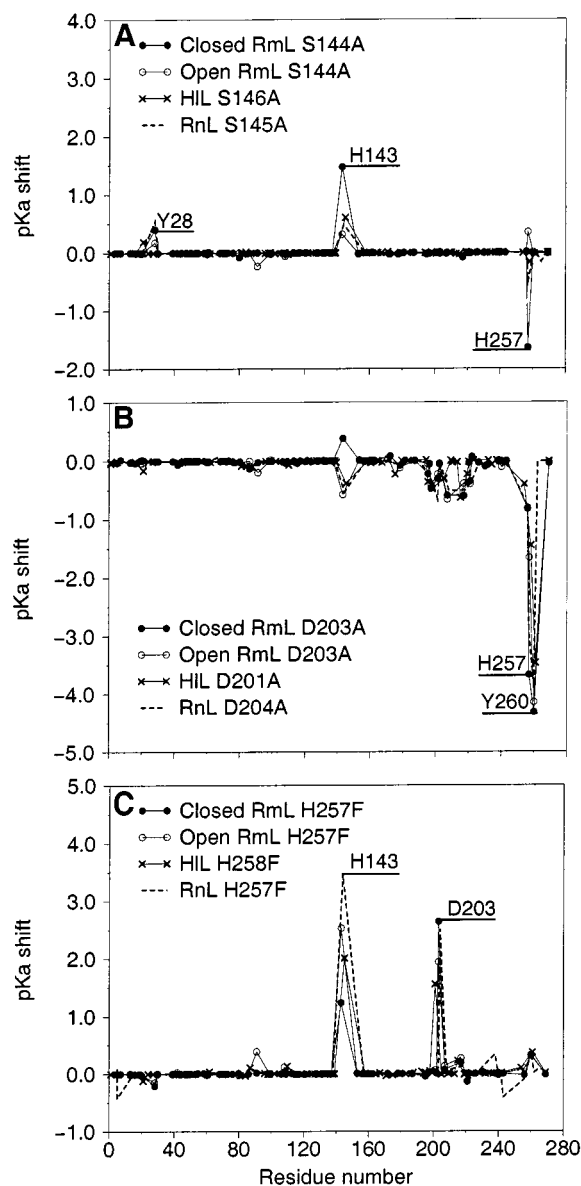 A
4.0
3.0
2.0
1.0
0.0
−1.0
−2.0
pKa shift
Closed RmL S144A
Open RmL S144A
HlL S146A
RnL S145A
Y28
H143
H257
B
1.0
0.0
−1.0
−2.0
−3.0
−4.0
−5.0
pKa shift
Closed RmL D203A
Open RmL D203A
HlL D201A
RnL D204A
H257
Y260
C
5.0
4.0
3.0
2.0
1.0
0.0
−1.0
pKa shift
Closed RmL H257F
Open RmL H257F
HlL H258F
RnL H257F
H143
D203
0 40 80 120 160 200 240 280
Residue number